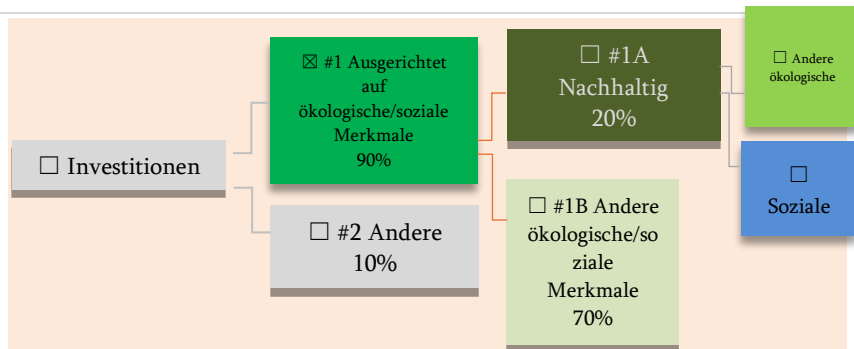 ☐ Investitionen
☒ #1 Ausgerichtet
auf
ökologische/soziale
Merkmale
90%
☐ #2 Andere
10%
☐ #1A
Nachhaltig
20%
☐ #1B Andere
ökologische/so
ziale
Merkmale
70%
☐ Andere
ökologische
☐
Soziale